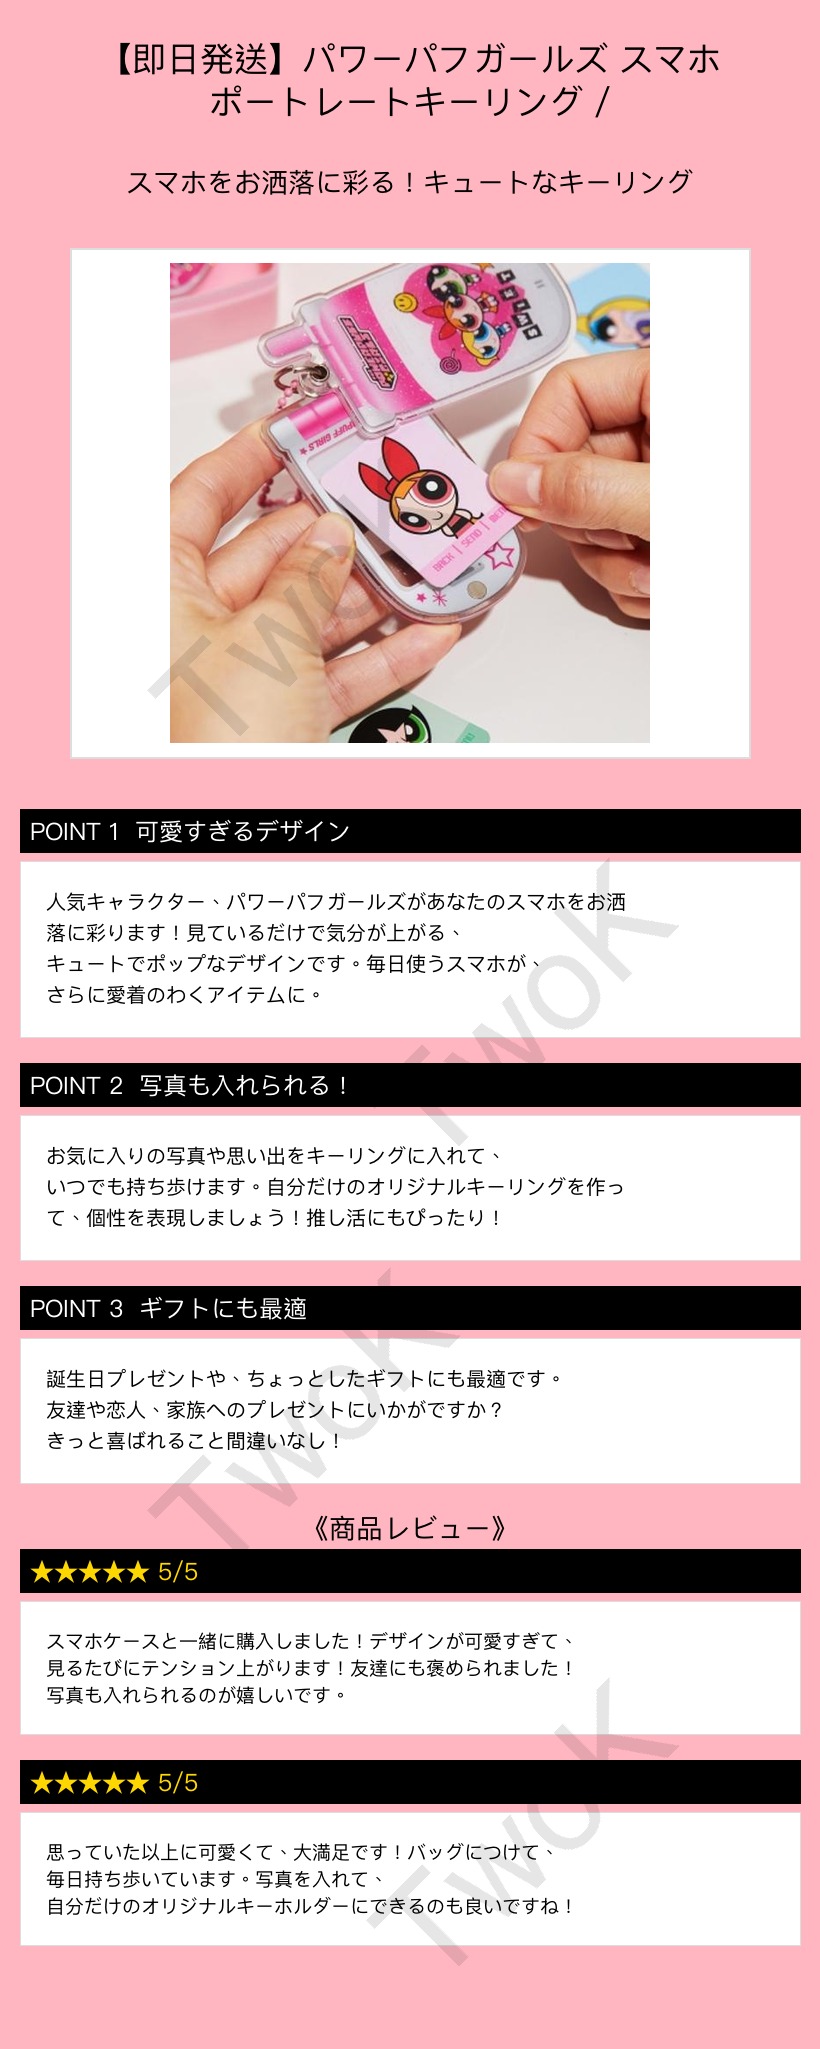 【即日発送】パワーパフガールズ スマホ
ポートレートキーリング /
スマホをお洒落に彩る！キュートなキーリング
PUFF GIRLS★
BACK | SEND |
TwoK
POINT 1 可愛すぎるデザイン
人気キャラクター、パワーパフガールズがあなたのスマホをお洒
落に彩ります！見ているだけで気分が上がる、
キュートでポップなデザインです。毎日使うスマホが、
さらに愛着のわくアイテムに。
TwoK
POINT 2 写真も入れられる！
お気に入りの写真や思い出をキーリングに入れて、
いつでも持ち歩けます。自分だけのオリジナルキーリングを作っ
て、個性を表現しましょう！推し活にもぴったり！
POINT 3 ギフトにも最適
誕生日プレゼントや、ちょっとしたギフトにも最適です。
友達や恋人、家族へのプレゼントにいかがですか？
きっと喜ばれること間違いなし！
TwoK
《商品レビュー》
★★★★★ 5/5
スマホケースと一緒に購入しました！デザインが可愛すぎて、
見るたびにテンション上がります！友達にも褒められました！
写真も入れられるのが嬉しいです。
★★★★★ 5/5
思っていた以上に可愛くて、大満足です！バッグにつけて、
毎日持ち歩いています。写真を入れて、
自分だけのオリジナルキーホルダーにできるのも良いですね！
TwoK